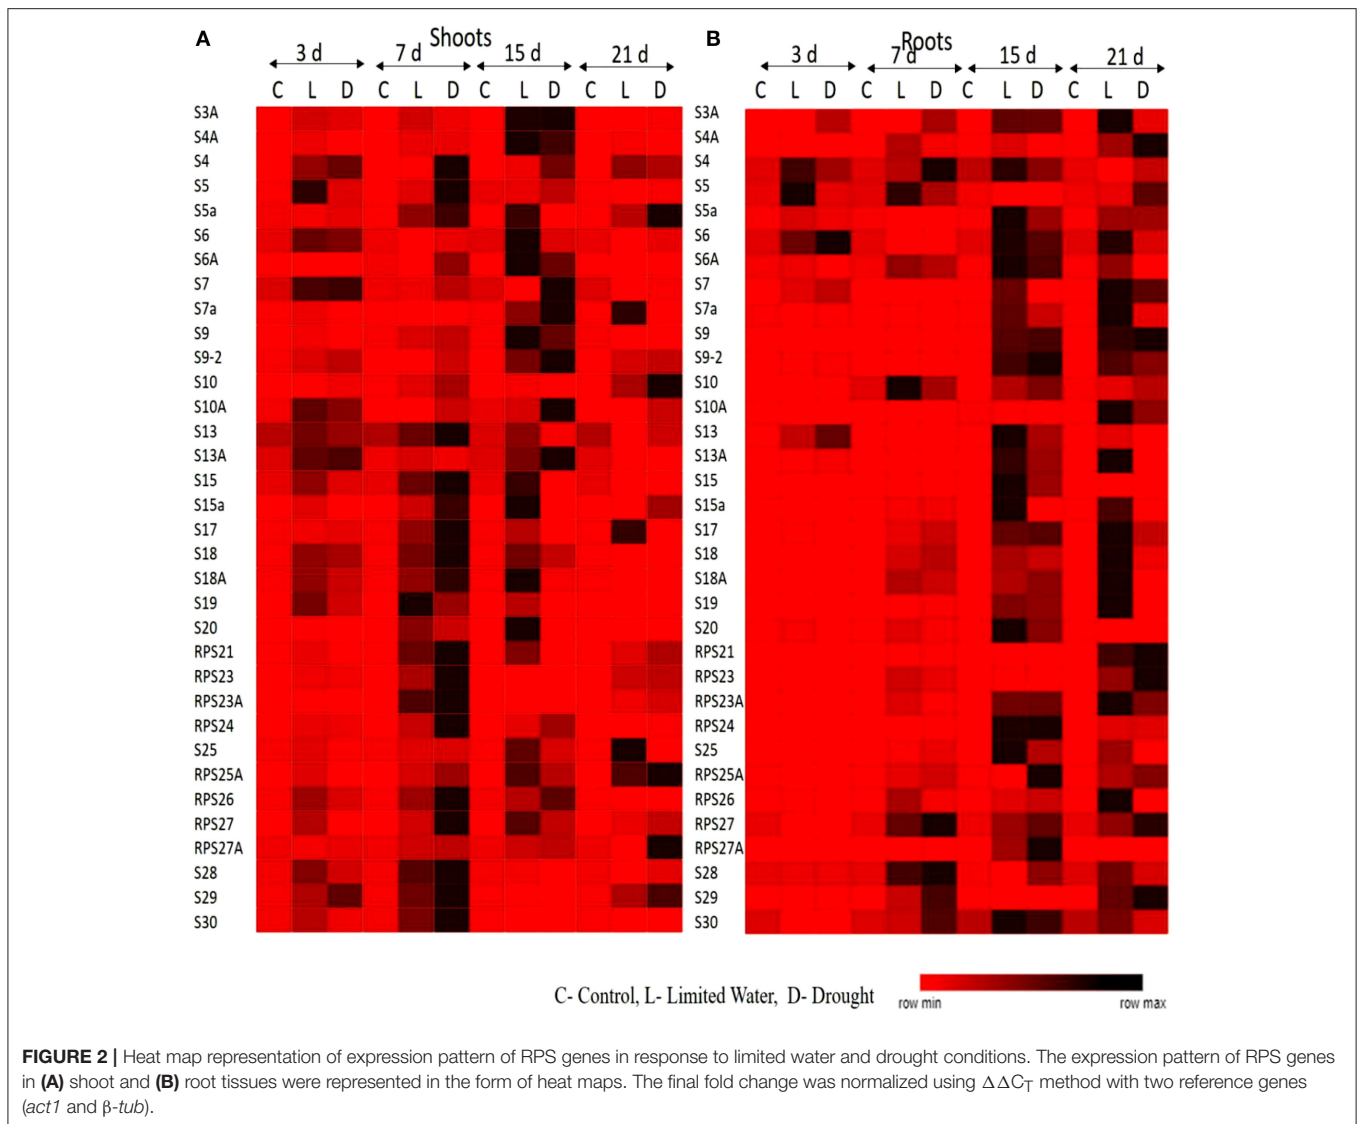 A
Shoots
3 d 7 d 15 d 21 d
C L D C L D C L D C L D
S3A
S4A
S4
S5
S5a
S6
S6A
S7
S7a
S9
S9-2
S10
S10A
S13
S13A
S15
S15a
S17
S18
S18A
S19
S20
RPS21
RPS23
RPS23A
RPS24
S25
RPS25A
RPS26
RPS27
RPS27A
S28
S29
S30
B
Roots
3 d 7 d 15 d 21 d
C L D C L D C L D C L D
S3A
S4A
S4
S5
S5a
S6
S6A
S7
S7a
S9
S9-2
S10
S10A
S13
S13A
S15
S15a
S17
S18
S18A
S19
S20
RPS21
RPS23
RPS23A
RPS24
S25
RPS25A
RPS26
RPS27
RPS27A
S28
S29
S30
C- Control, L- Limited Water, D- Drought
row min row max
FIGURE 2 | Heat map representation of expression pattern of RPS genes in response to limited water and drought conditions. The expression pattern of RPS genes
in (A) shoot and (B) root tissues were represented in the form of heat maps. The final fold change was normalized using ΔΔCT method with two reference genes
(act1 and β-tub).